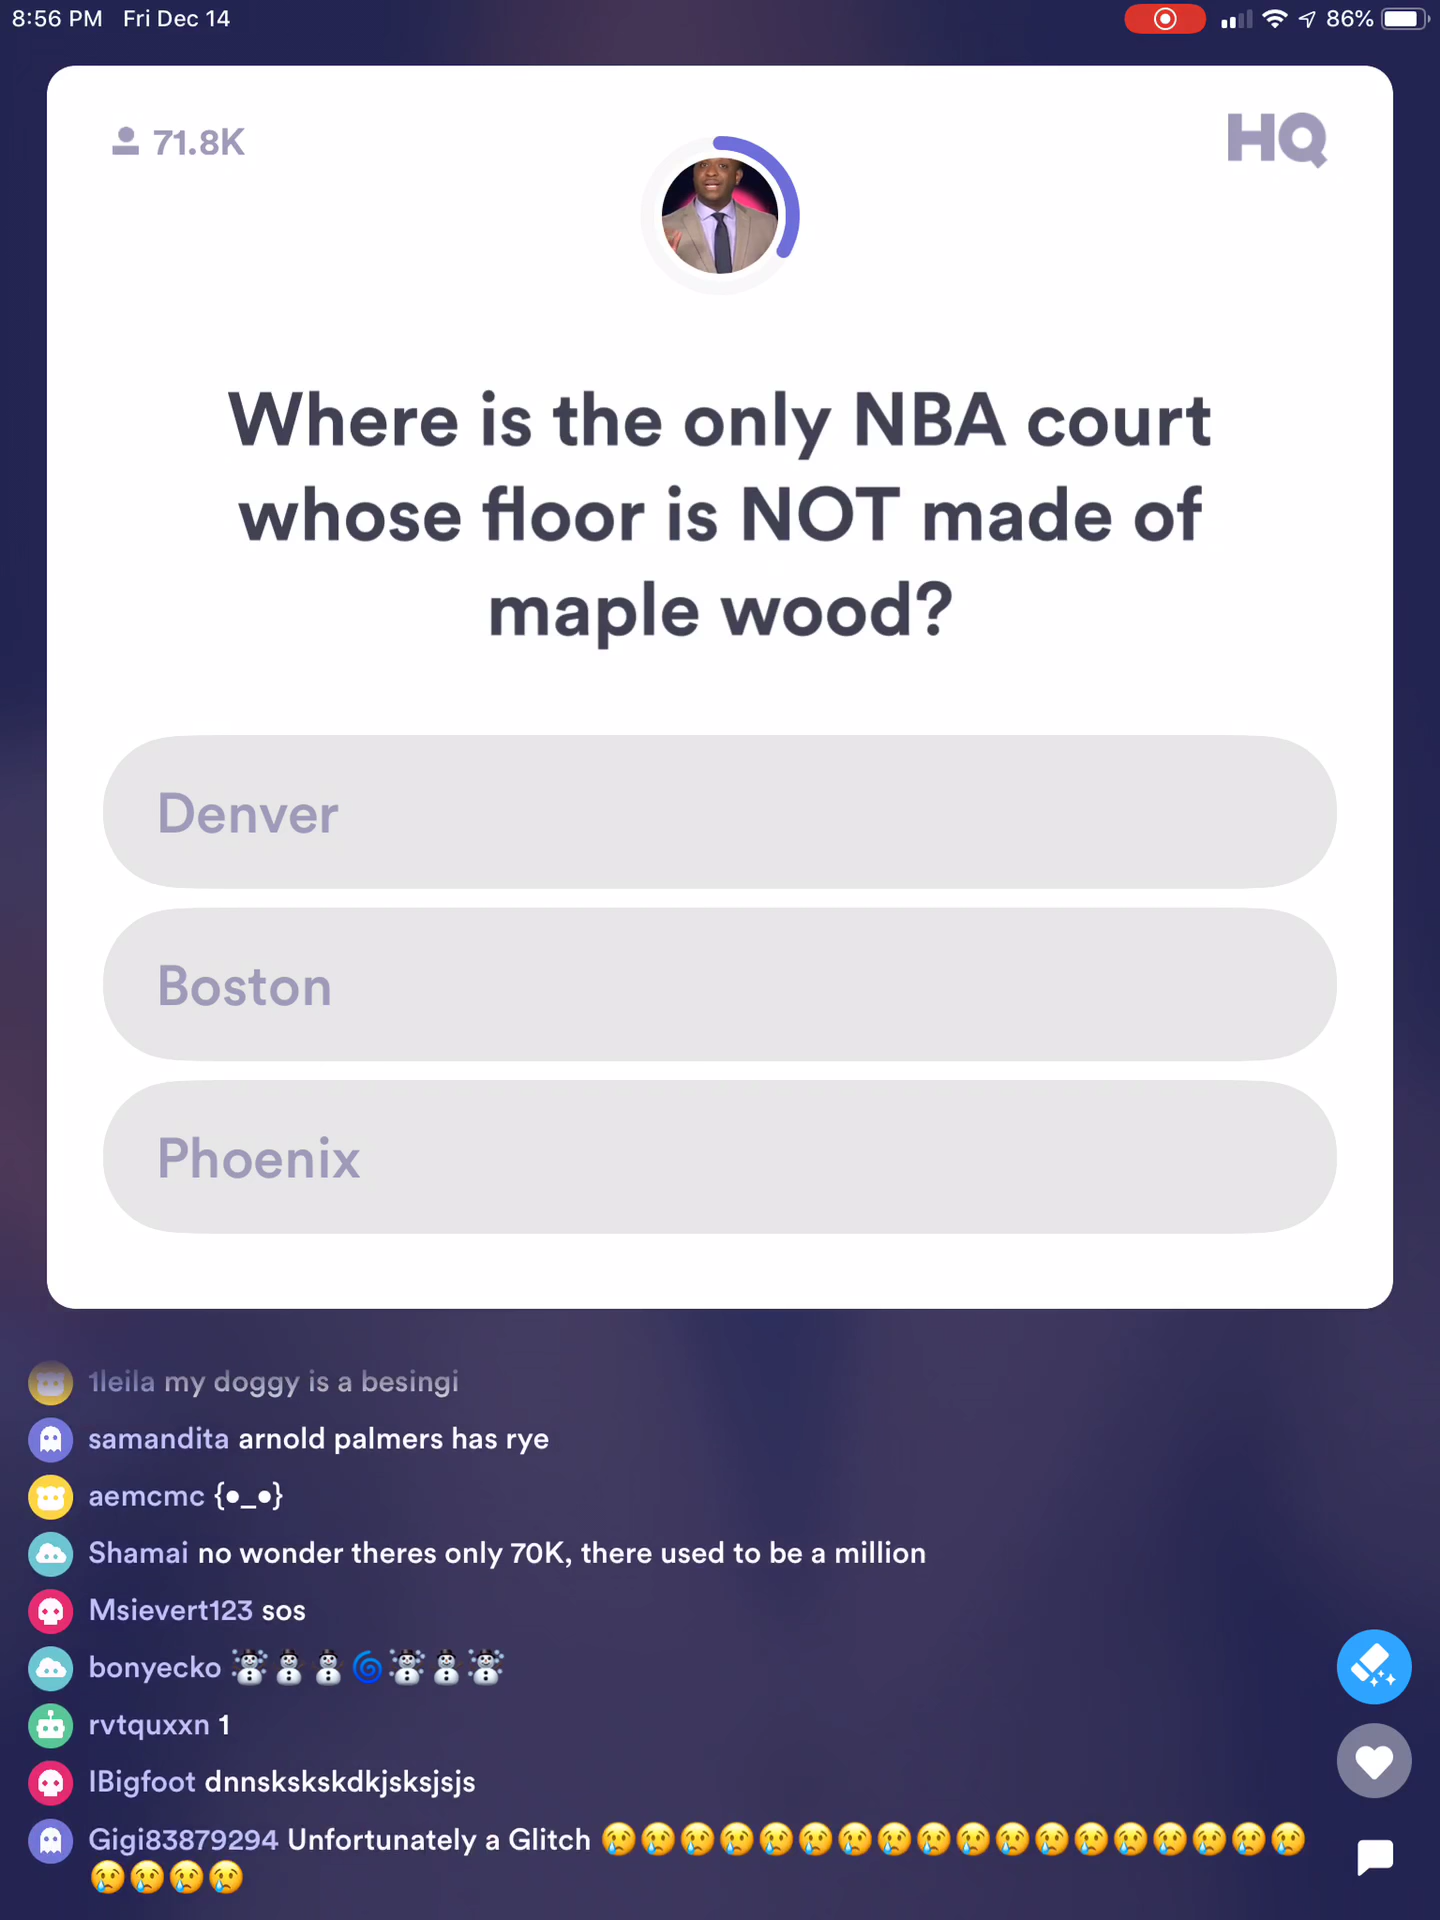 8:56 PM Fri Dec 14 86%
71.8K HQ
Where is the only NBA court
whose floor is NOT made of
maple wood?
Denver
Boston
Phoenix
1leila my doggy is a besingi
samandita arnold palmers has rye
aemcmc {●_●}
Shamai no wonder theres only 70K, there used to be a million
Msievert123 sos
bonyecko ☃️⛄⛄🌀☃️⛄☃️
rvtquxxn 1
IBigfoot dnnskskskdkjsksjsjs
Gigi83879294 Unfortunately a Glitch 😢😢😢😢😢😢😢😢😢😢😢😢😢😢😢😢😢😢
😢😢😢😢